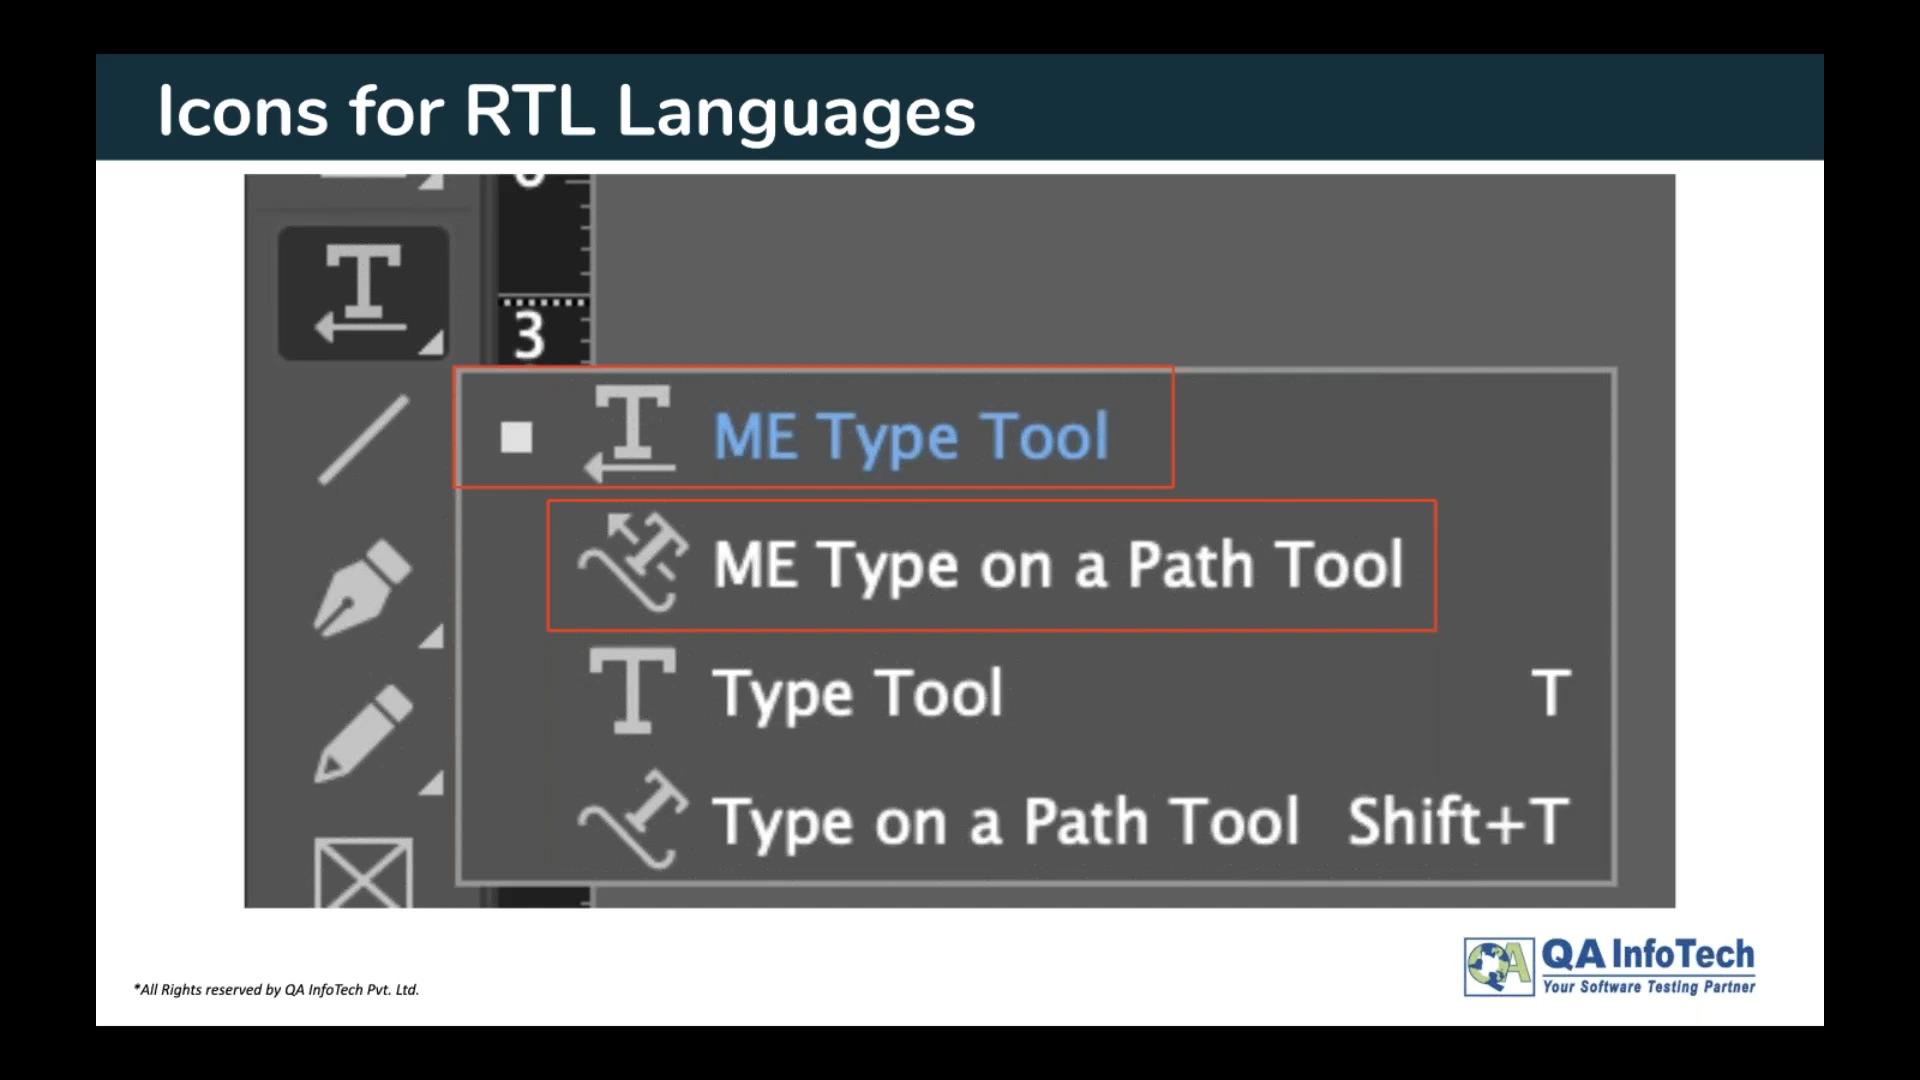 Icons for RTL Languages
3
ME Type Tool
ME Type on a Path Tool
Type Tool T
Type on a Path Tool Shift+T
*All Rights reserved by QA InfoTech Pvt. Ltd.
QA QA InfoTech
Your Software Testing Partner